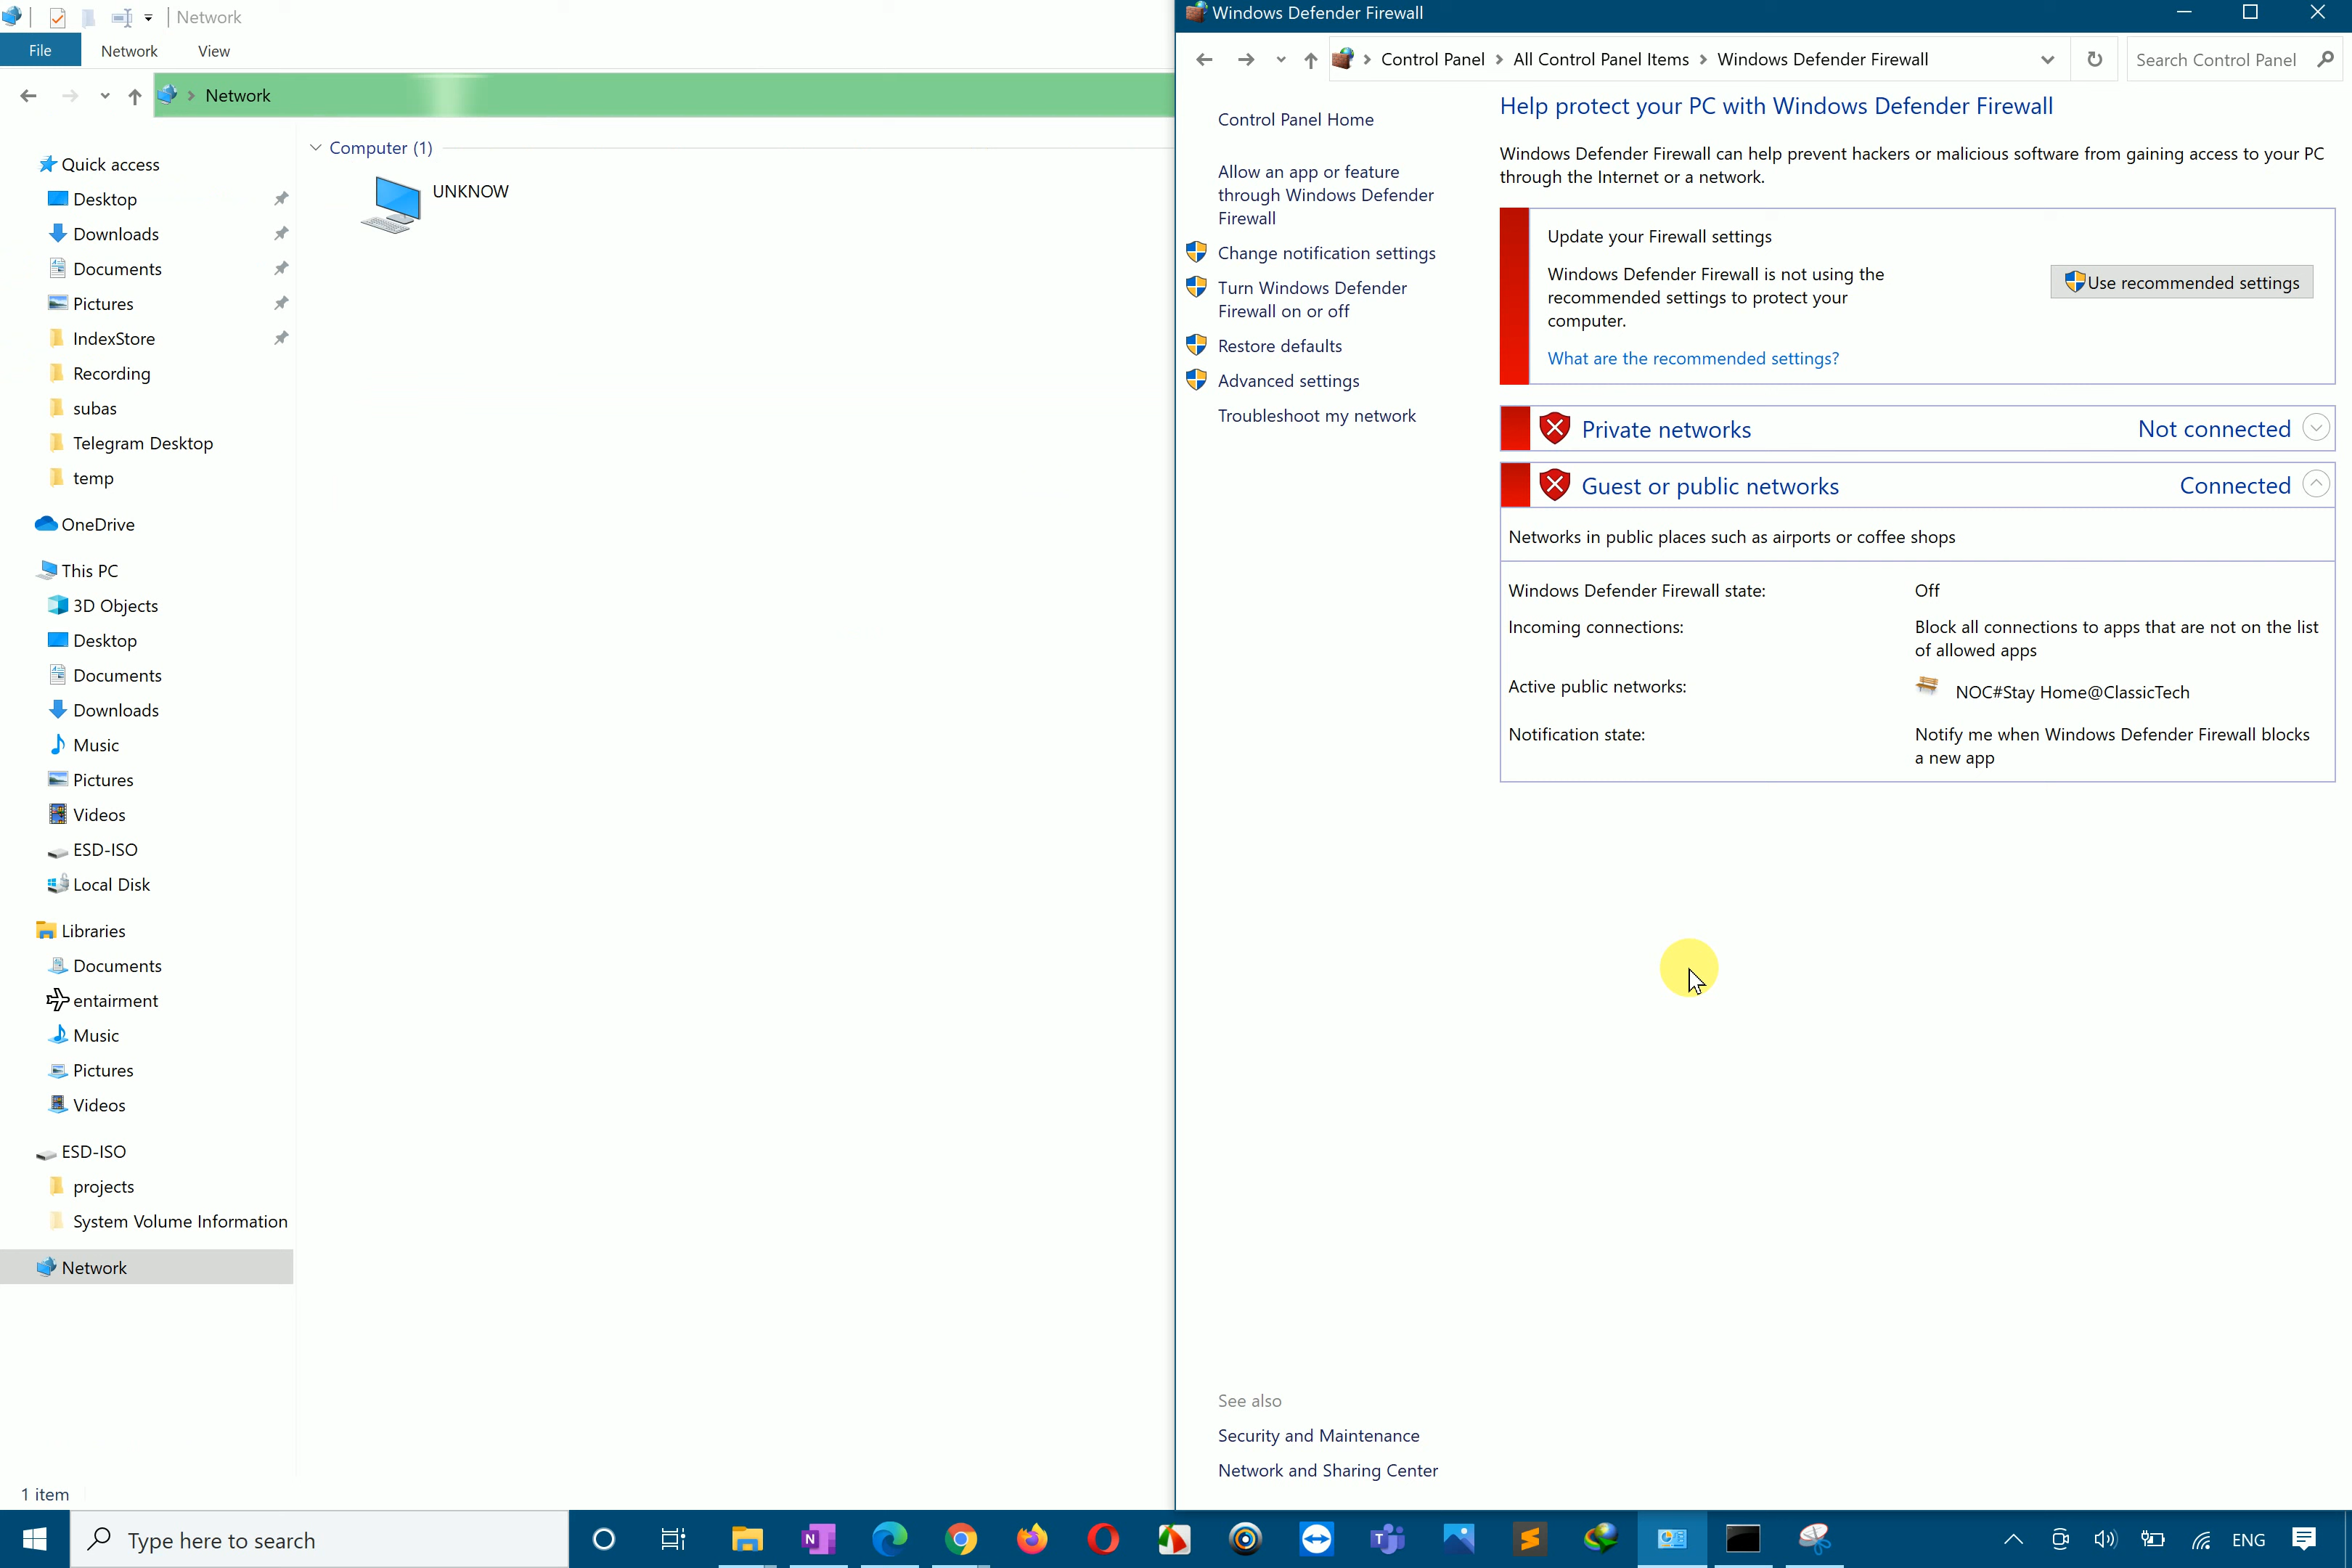 Network
File
Network
View
Network
Quick access
Desktop
Downloads
Documents
Pictures
IndexStore
Recording
subas
Telegram Desktop
temp
OneDrive
This PC
3D Objects
Desktop
Documents
Downloads
Music
Pictures
Videos
ESD-ISO
Local Disk
Libraries
Documents
entairment
Music
Pictures
Videos
ESD-ISO
projects
System Volume Information
Network
Computer (1)
UNKNOW
1 item
Windows Defender Firewall
Control Panel
All Control Panel Items
Windows Defender Firewall
Search Control Panel
Control Panel Home
Allow an app or feature
through Windows Defender
Firewall
Change notification settings
Turn Windows Defender
Firewall on or off
Restore defaults
Advanced settings
Troubleshoot my network
Help protect your PC with Windows Defender Firewall
Windows Defender Firewall can help prevent hackers or malicious software from gaining access to your PC
through the Internet or a network.
Update your Firewall settings
Windows Defender Firewall is not using the
recommended settings to protect your
computer.
What are the recommended settings?
Use recommended settings
Private networks
Not connected
Guest or public networks
Connected
Networks in public places such as airports or coffee shops
Windows Defender Firewall state:
Off
Incoming connections:
Block all connections to apps that are not on the list
of allowed apps
Active public networks:
NOC#Stay Home@ClassicTech
Notification state:
Notify me when Windows Defender Firewall blocks
a new app
See also
Security and Maintenance
Network and Sharing Center
Type here to search
ENG